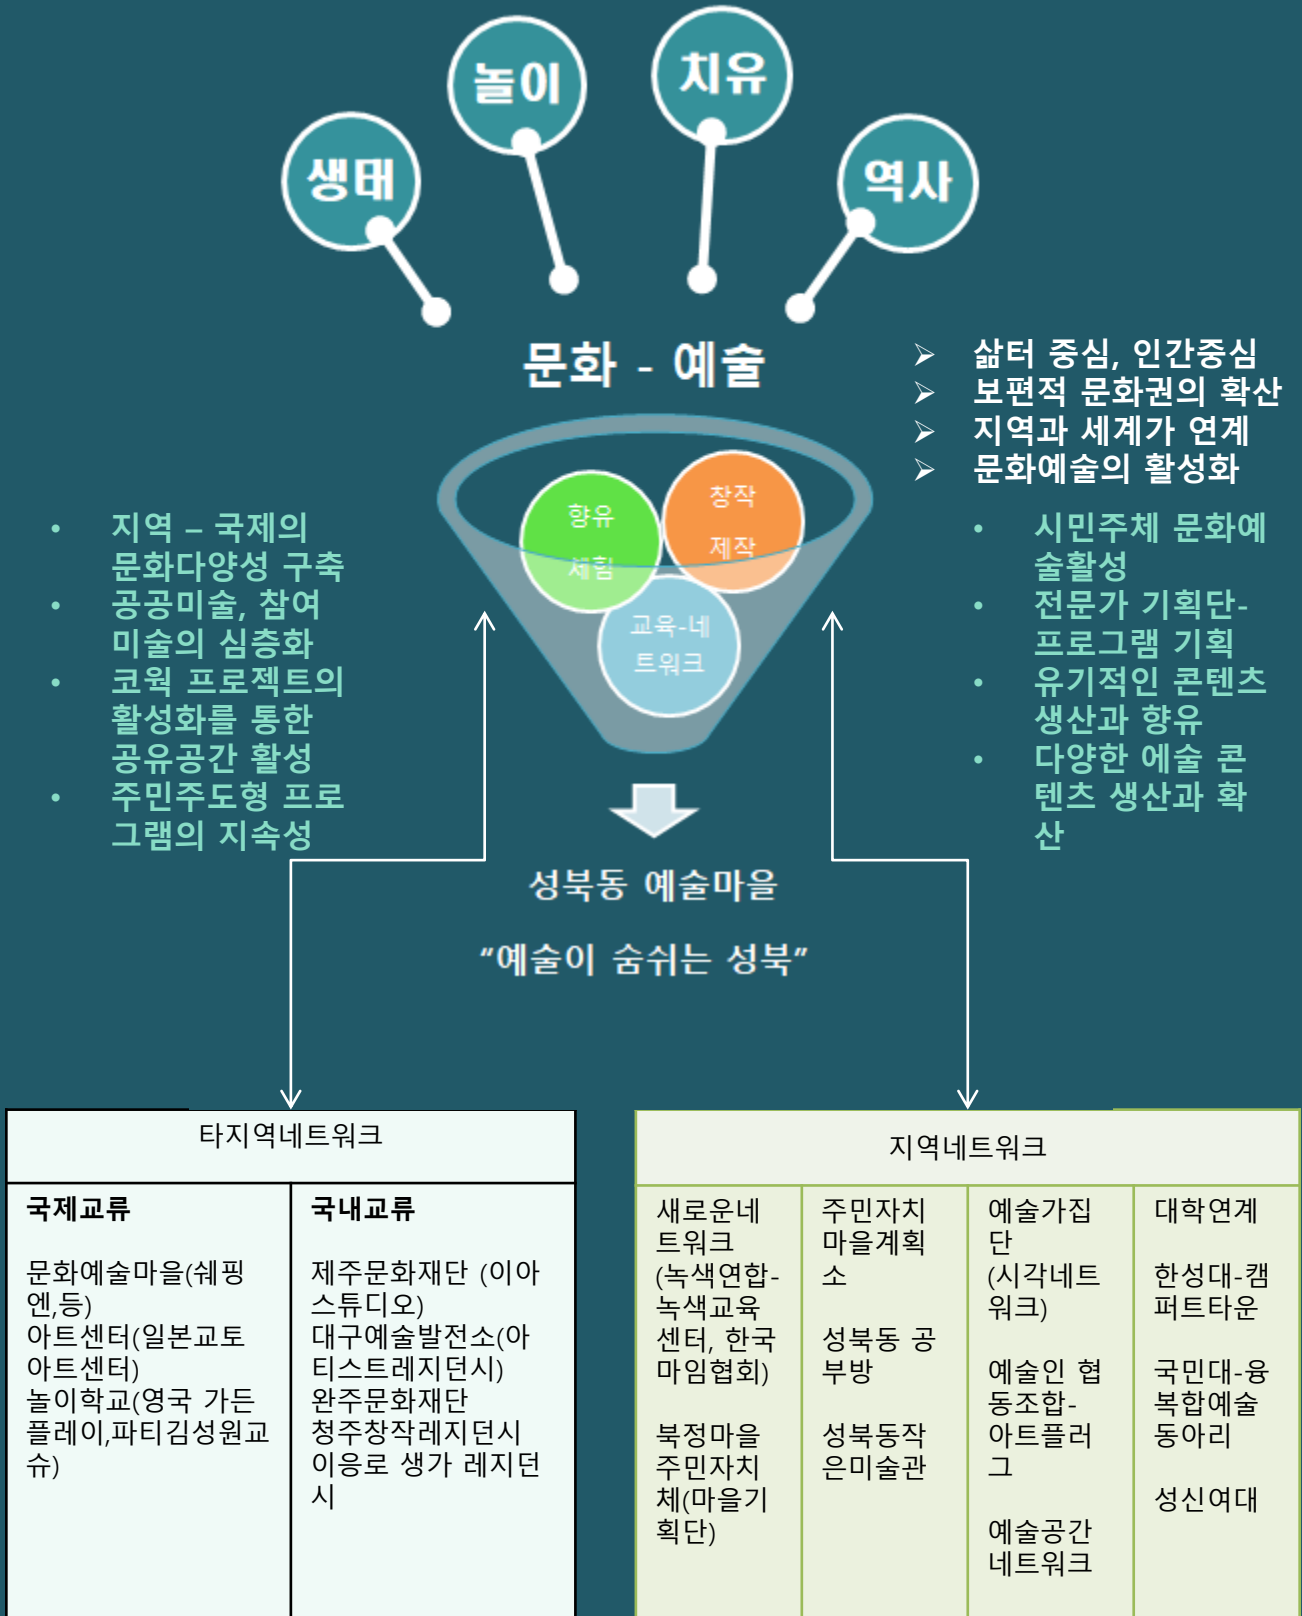 놀이
치유
생태
역사
문화 - 예술
➢ 삶터 중심, 인간중심
➢ 보편적 문화권의 확산
➢ 지역과 세계가 연계
➢ 문화예술의 활성화
향유
체험
창작
제작
교육-네
트워크
• 지역 – 국제의
문화다양성 구축
• 공공미술, 참여
미술의 심층화
• 코웍 프로젝트의
활성화를 통한
공유공간 활성
• 주민주도형 프로
그램의 지속성
• 시민주체 문화예
술활성
• 전문가 기획단-
프로그램 기획
• 유기적인 콘텐츠
생산과 향유
• 다양한 에술 콘
텐츠 생산과 확
산
성북동 예술마을
“예술이 숨쉬는 성북”
타지역네트워크
국제교류
문화예술마을(쉐핑
엔,등)
아트센터(일본교토
아트센터)
놀이학교(영국 가든
플레이,파티김성원교
슈)
국내교류
제주문화재단 (이아
스튜디오)
대구예술발전소(아
티스트레지던시)
완주문화재단
청주창작레지던시
이응로 생가 레지던
시
지역네트워크
새로운네
트워크
(녹색연합-
녹색교육
센터, 한국
마임협회)
북정마을
주민자치
체(마을기
획단)
주민자치
마을계획
소
성북동 공
부방
성북동작
은미술관
예술가집
단
(시각네트
워크)
예술인 협
동조합-
아트플러
그
예술공간
네트워크
대학연계
한성대-캠
퍼트타운
국민대-융
복합예술
동아리
성신여대